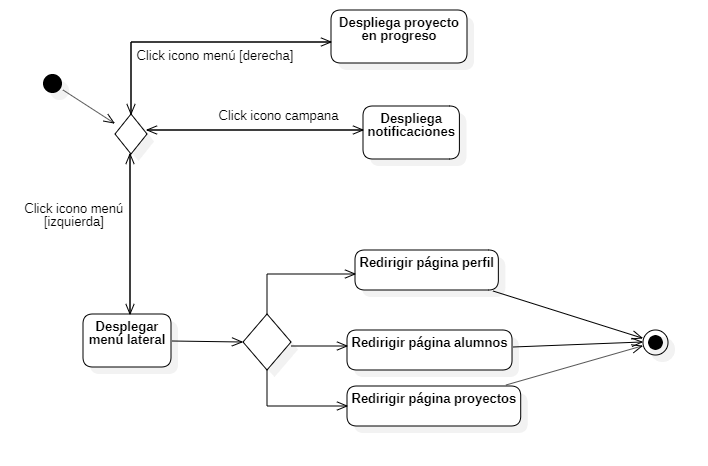 Despliega proyecto
en progreso
Click icono menú [derecha]
Click icono campana
Despliega
notificaciones
Click icono menú
[izquierda]
Redirigir página perfil
Desplegar
menú lateral
Redirigir página alumnos
Redirigir página proyectos